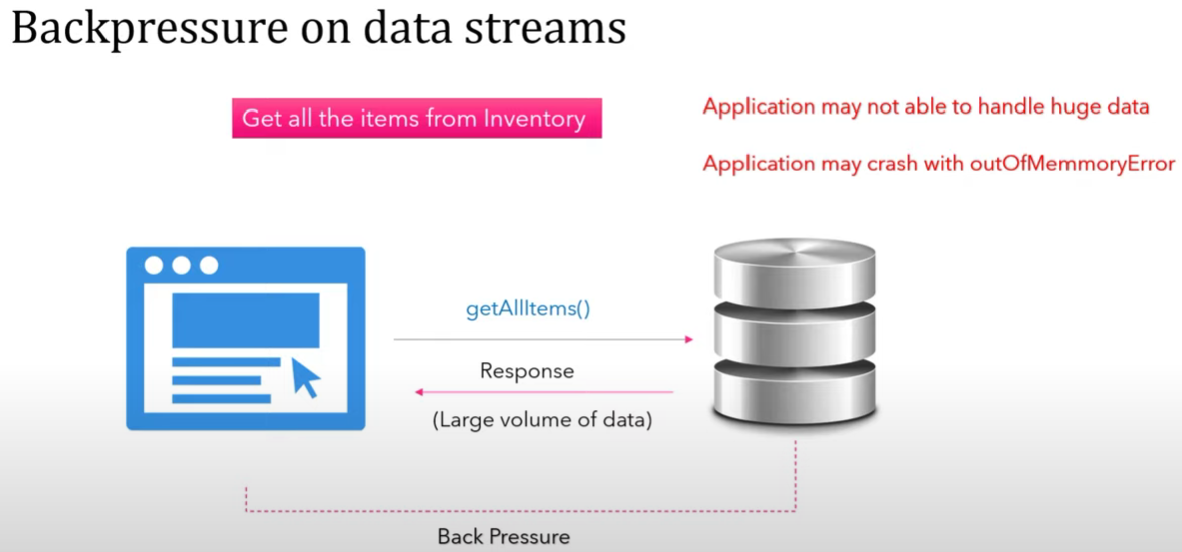 Backpressure on data streams
Get all the items from Inventory
Application may not able to handle huge data
Application may crash with outOfMemmoryError
getAllItems()
Response
(Large volume of data)
Back Pressure